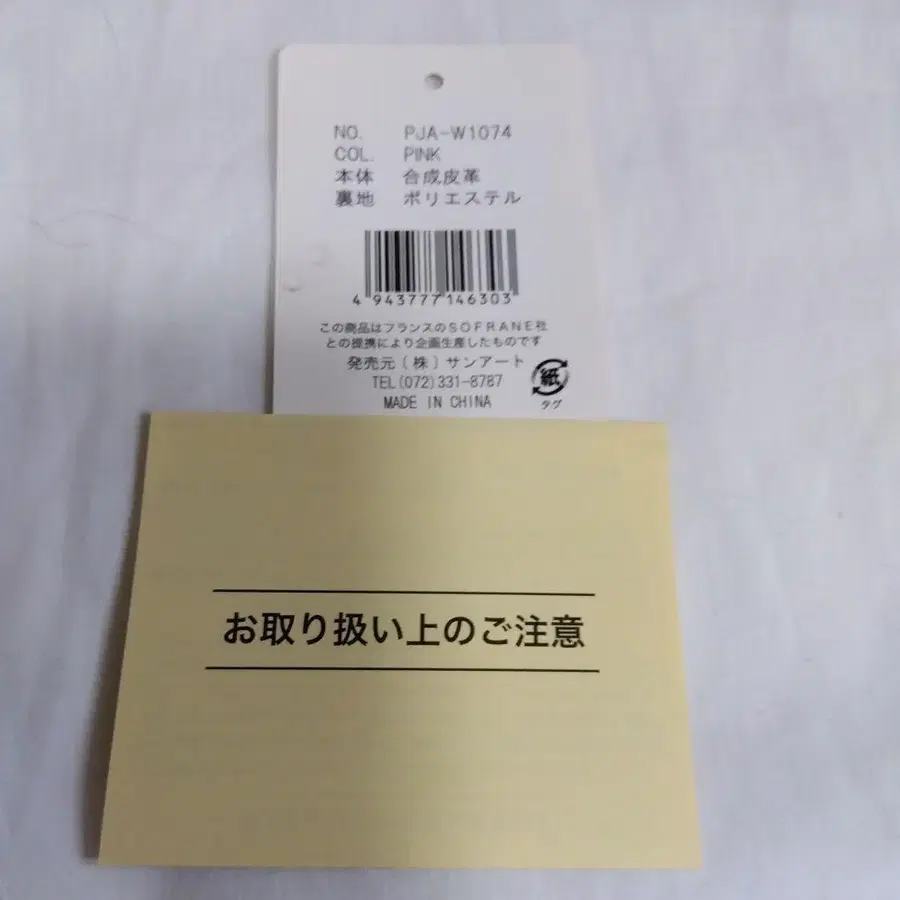 NO. PJA-W1074
COL. PINK
本体 合成皮革
裏地 ポリエステル
4 943777 146303
この商品はフランスのSOFRANE社
との提携により企画生産したものです
発売元(株)サンアート
TEL(072)331-8787
MADE IN CHINA
紙
タグ
お取り扱い上のご注意